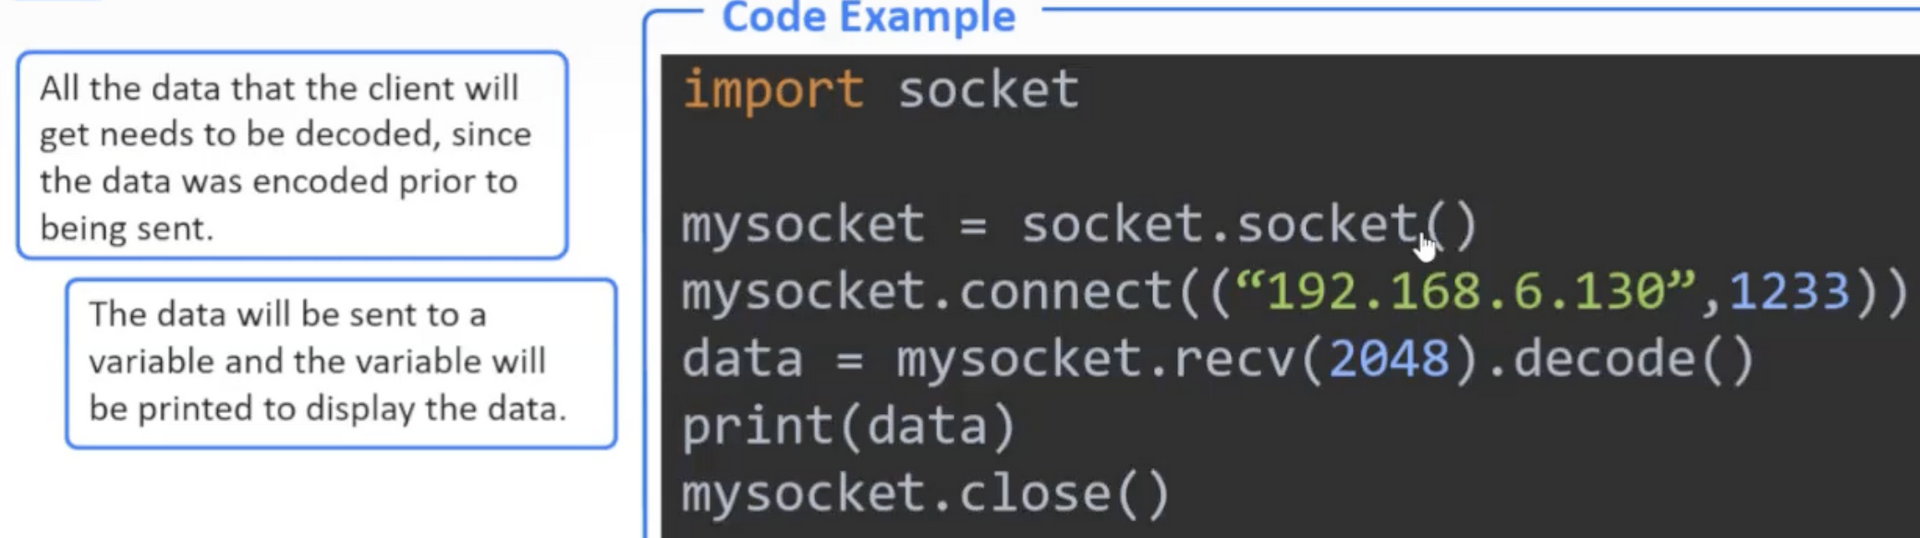 Code Example
All the data that the client will
get needs to be decoded, since
the data was encoded prior to
being sent.
The data will be sent to a
variable and the variable will
be printed to display the data.
import socket
mysocket = socket.socket()
mysocket.connect((“192.168.6.130”,1233))
data = mysocket.recv(2048).decode()
print(data)
mysocket.close()